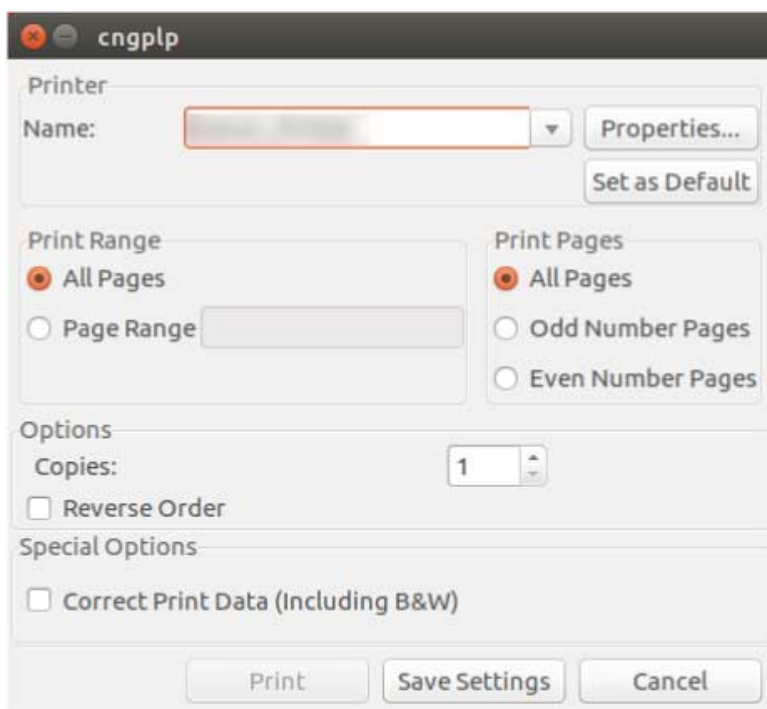 cngplp
Printer
Name:
Properties...
Set as Default
Print Range
All Pages
Page Range
Print Pages
All Pages
Odd Number Pages
Even Number Pages
Options
Copies:
1
Reverse Order
Special Options
Correct Print Data (Including B&W)
Print
Save Settings
Cancel